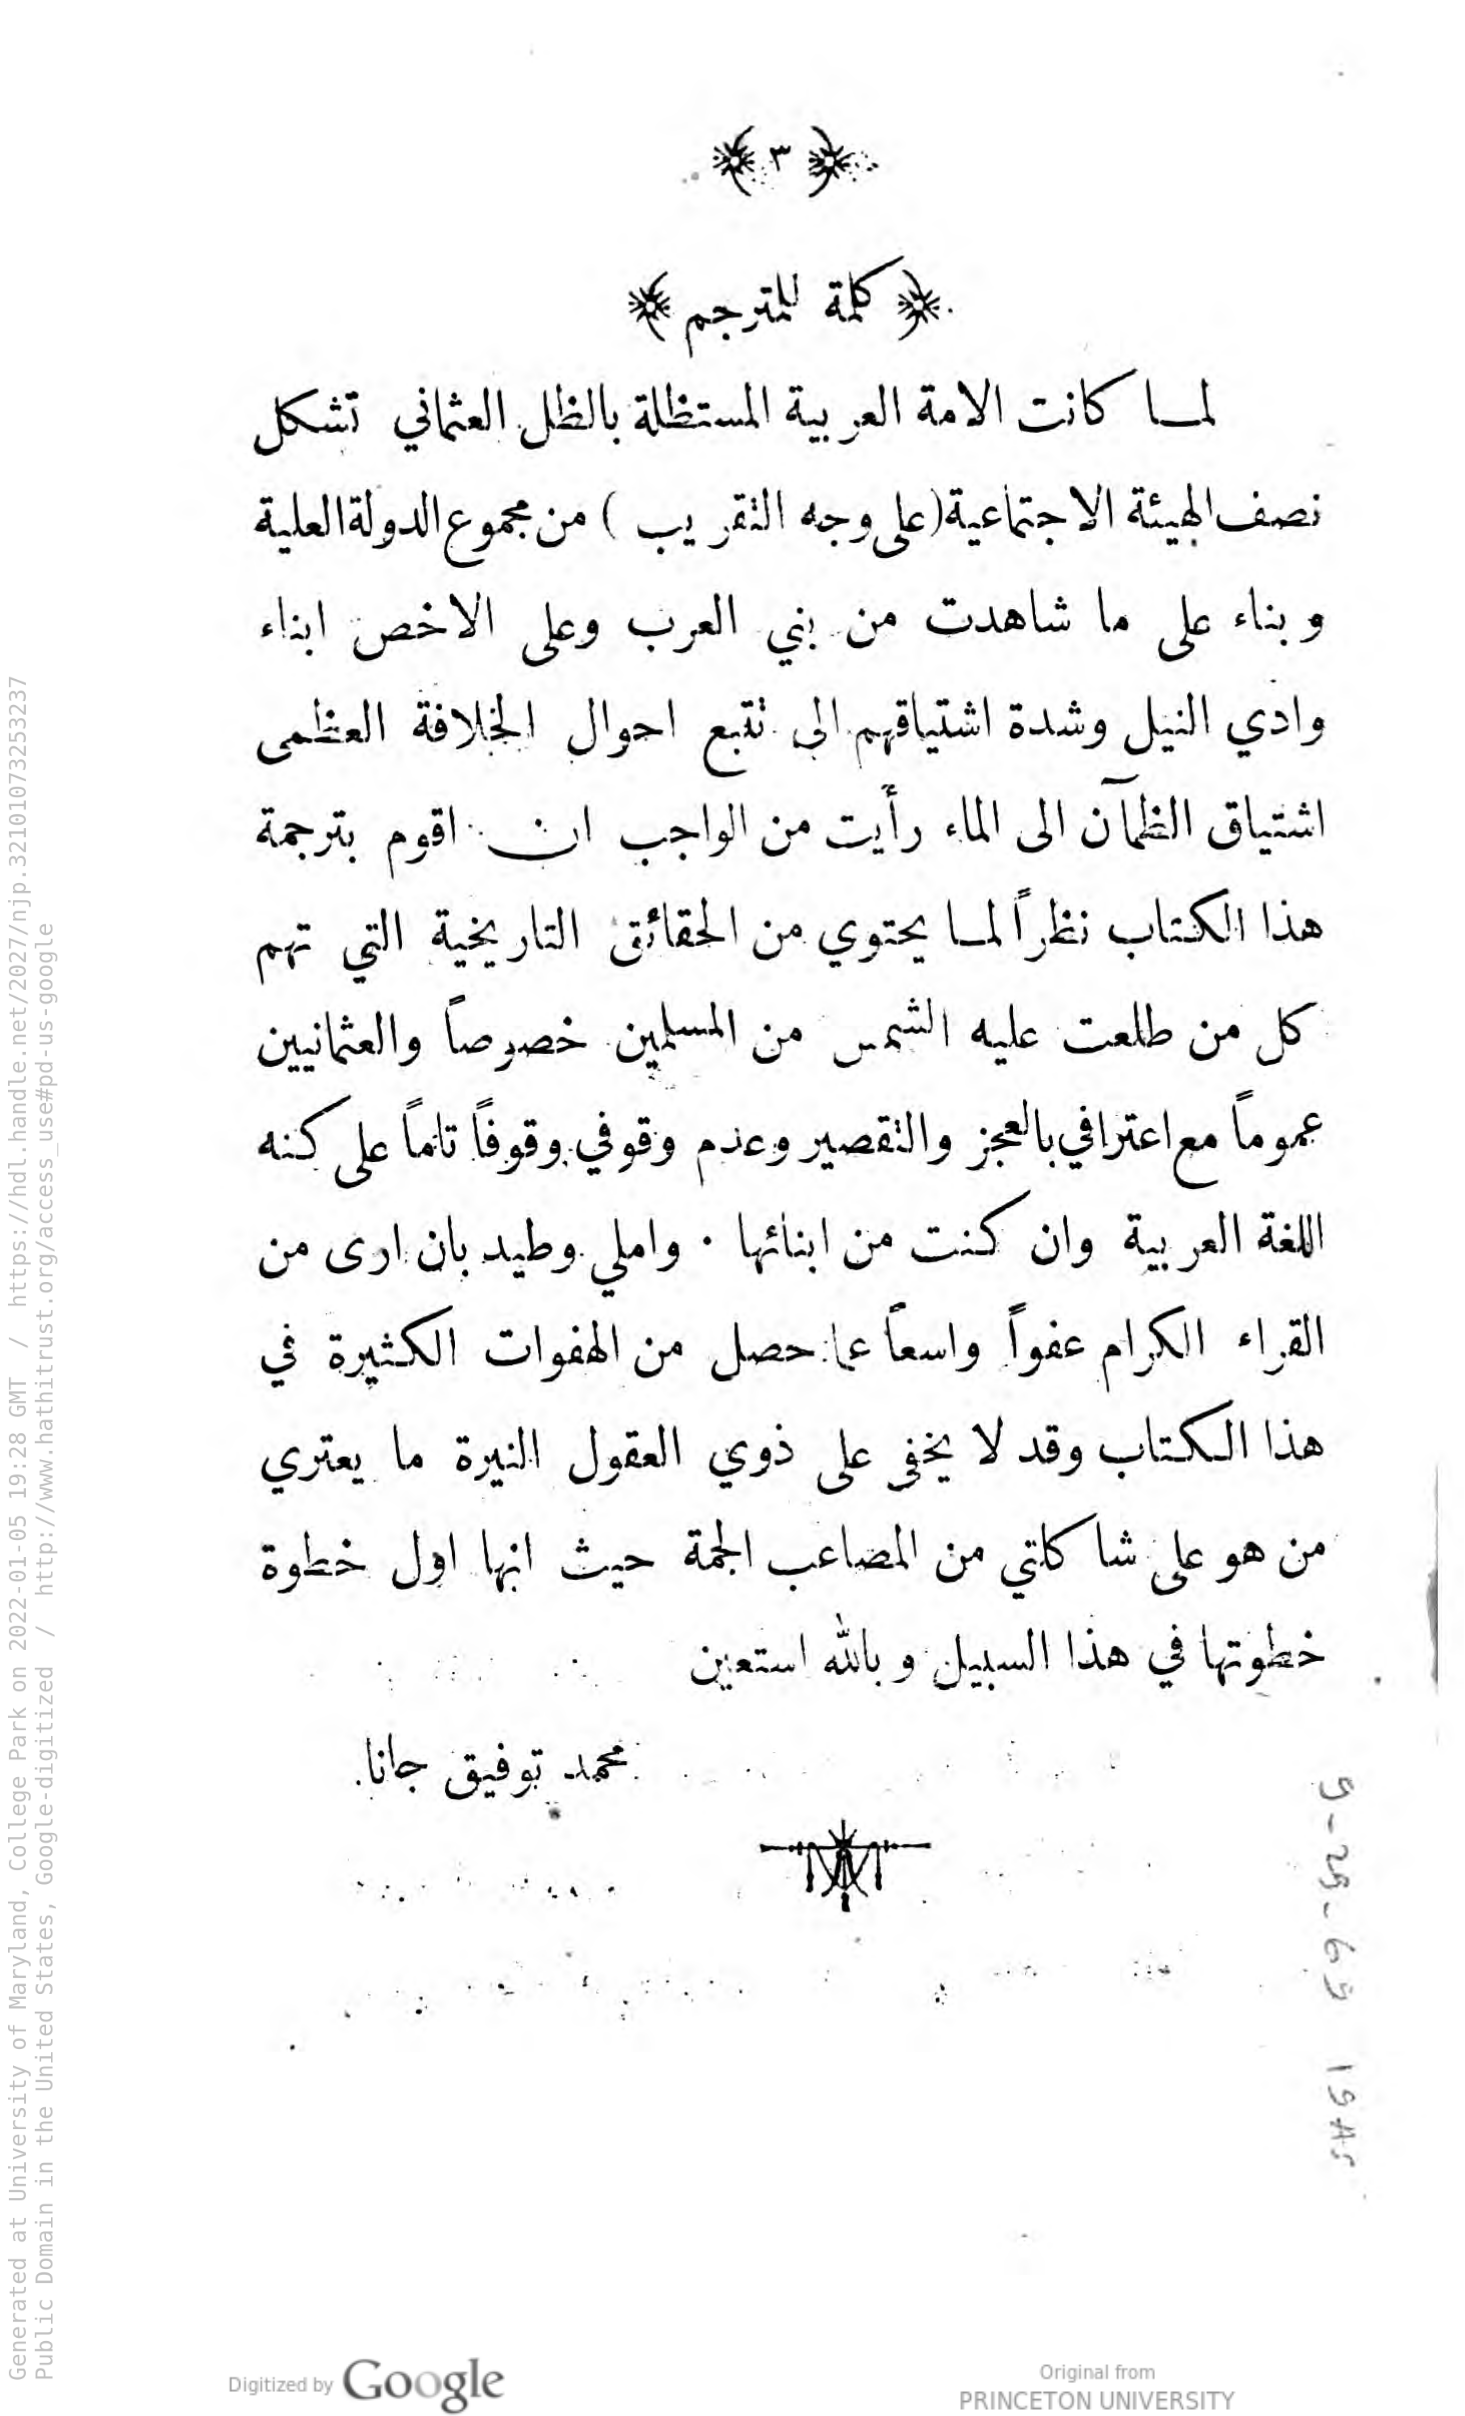 ﴿ ٣ ﴾
﴿ كلمة للمترجم ﴾
لمـا كانت الامة العربية المستظلة بالظل العثماني تشكل
نصف الهيئة الاجتماعية (على وجه التقريب) من مجموع الدولة العلية
وبناء على ما شاهدت من بني العرب وعلى الاخص ابناء
وادي النيل وشدة اشتياقهم الى تتبع احوال الخلافة العظمى
اشتياق الظمآن الى الماء رأيت من الواجب ان اقوم بترجمة
هذا الكتاب نظراً لمـا يحتوي من الحقائق التاريخية التي تهم
كل من طلعت عليه الشمس من المسلمين خصوصاً والعثمانيين
عموماً مع اعترافي بالعجز والتقصير وعدم وقوفي وقوفاً تاماً على كنه
اللغة العربية وان كنت من ابنائها · واملي وطيد بان ارى من
القراء الكرام عفواً واسعاً عما حصل من الهفوات الكثيرة في
هذا الكتاب وقد لا يخفى على ذوي العقول النيرة ما يعتري
من هو على شاكلتي من المصاعب الجمة حيث انها اول خطوة
خطوتها في هذا السبيل وبالله استعين
محمد توفيق جانا
Generated at University of Maryland, College Park on 2022-01-05 19:28 GMT / https://hdl.handle.net/2027/njp.32101073253237
Public Domain in the United States, Google-digitized / http://www.hathitrust.org/access_use#pd-us-google
Digitized by Google
Original from
PRINCETON UNIVERSITY